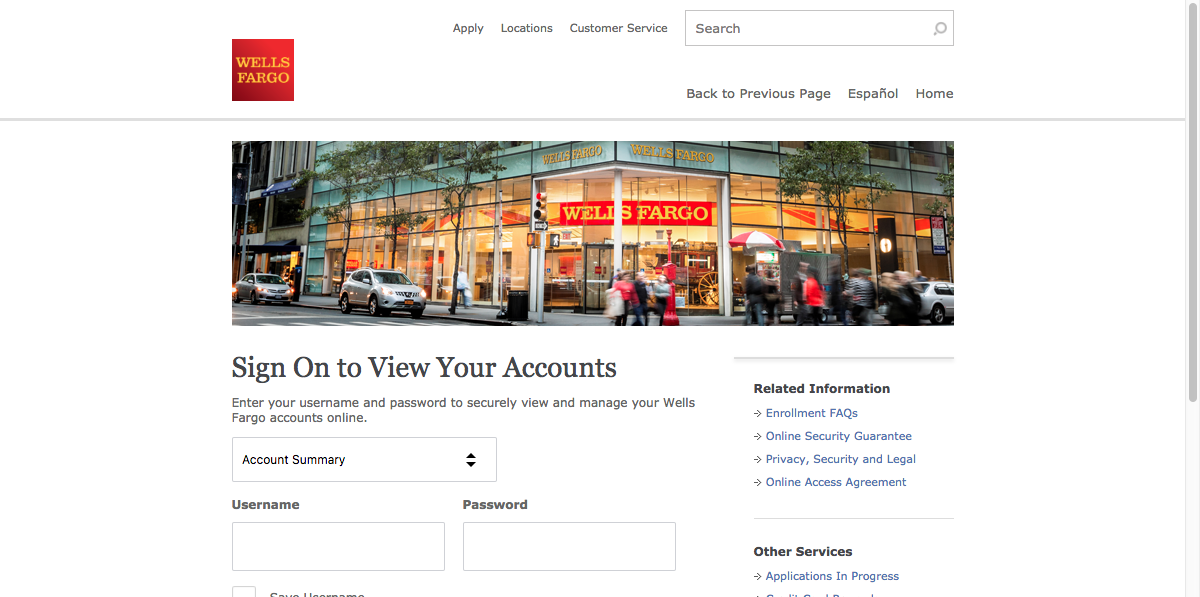 Apply Locations Customer Service Search
WELLS
FARGO
Back to Previous Page Español Home
WELLS FARGO WELLS FARGO
WELLS FARGO
Sign On to View Your Accounts
Enter your username and password to securely view and manage your Wells
Fargo accounts online.
Account Summary
Username Password
Save Username
Related Information
Enrollment FAQs
Online Security Guarantee
Privacy, Security and Legal
Online Access Agreement
Other Services
Applications In Progress